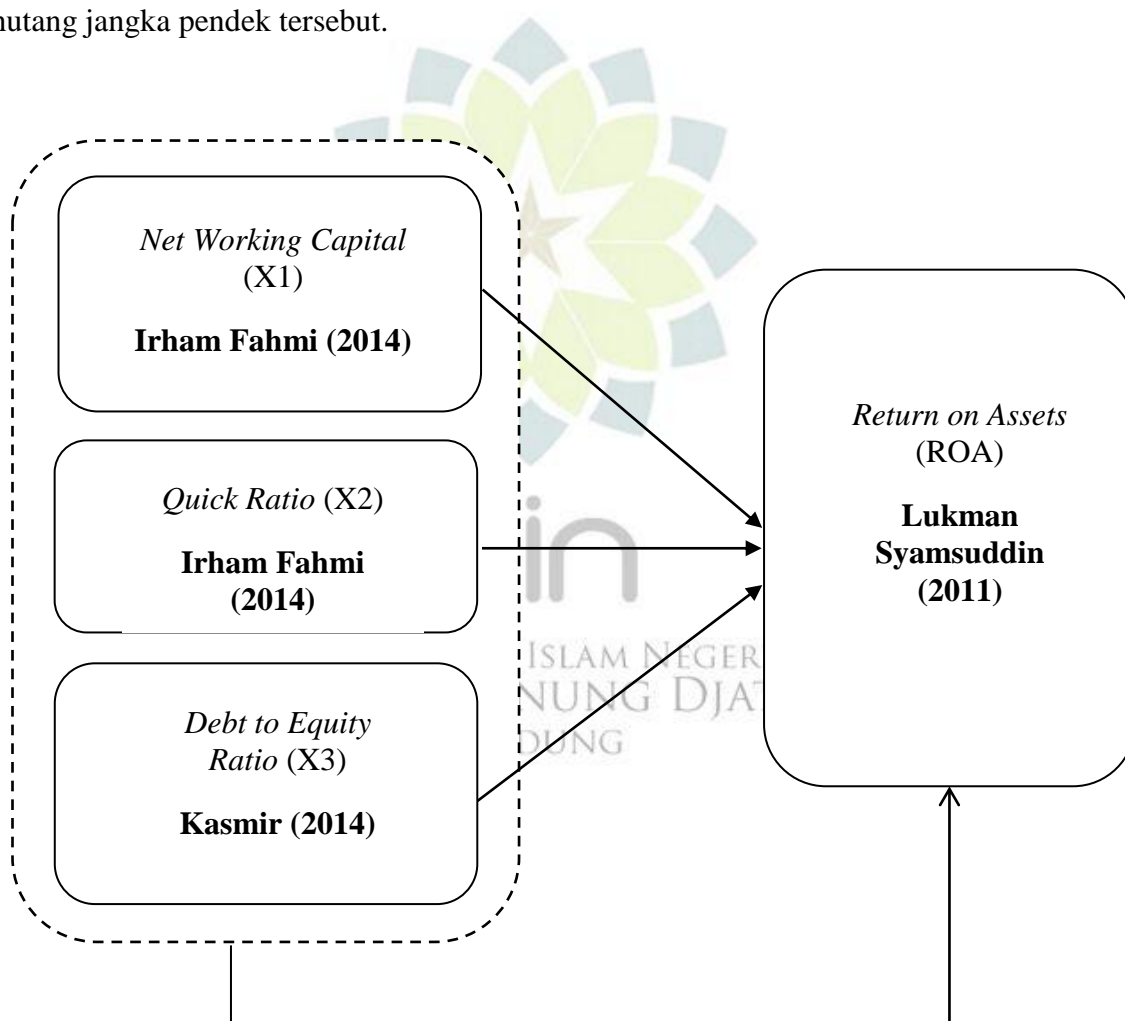 hutang jangka pendek tersebut.
Net Working Capital
(X1)
Irham Fahmi (2014)
Quick Ratio (X2)
Irham Fahmi
(2014)
Debt to Equity
Ratio (X3)
Kasmir (2014)
Return on Assets
(ROA)
Lukman
Syamsuddin
(2011)
in
ISLAM NEGER
NUNG DJAT
DUNG